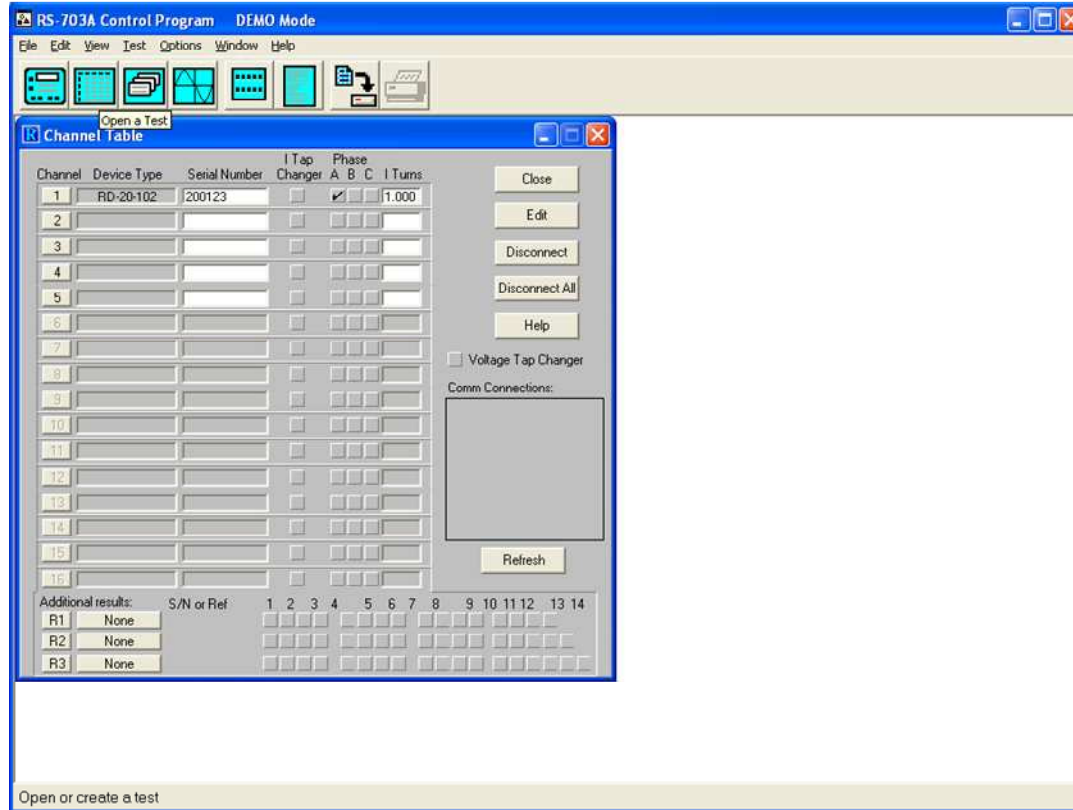 RS-703A Control Program DEMO Mode
File Edit View Test Options Window Help
Open a Test
Channel Table
I Tap Phase
Channel Device Type Serial Number Changer A B C I Turns
1 RD-20-102 200123 1.000
2
3
4
5
6
7
8
9
10
11
12
13
14
15
16
Close
Edit
Disconnect
Disconnect All
Help
Voltage Tap Changer
Comm Connections:
Refresh
Additional results: S/N or Ref 1 2 3 4 5 6 7 8 9 10 11 12 13 14
R1 None
R2 None
R3 None
Open or create a test